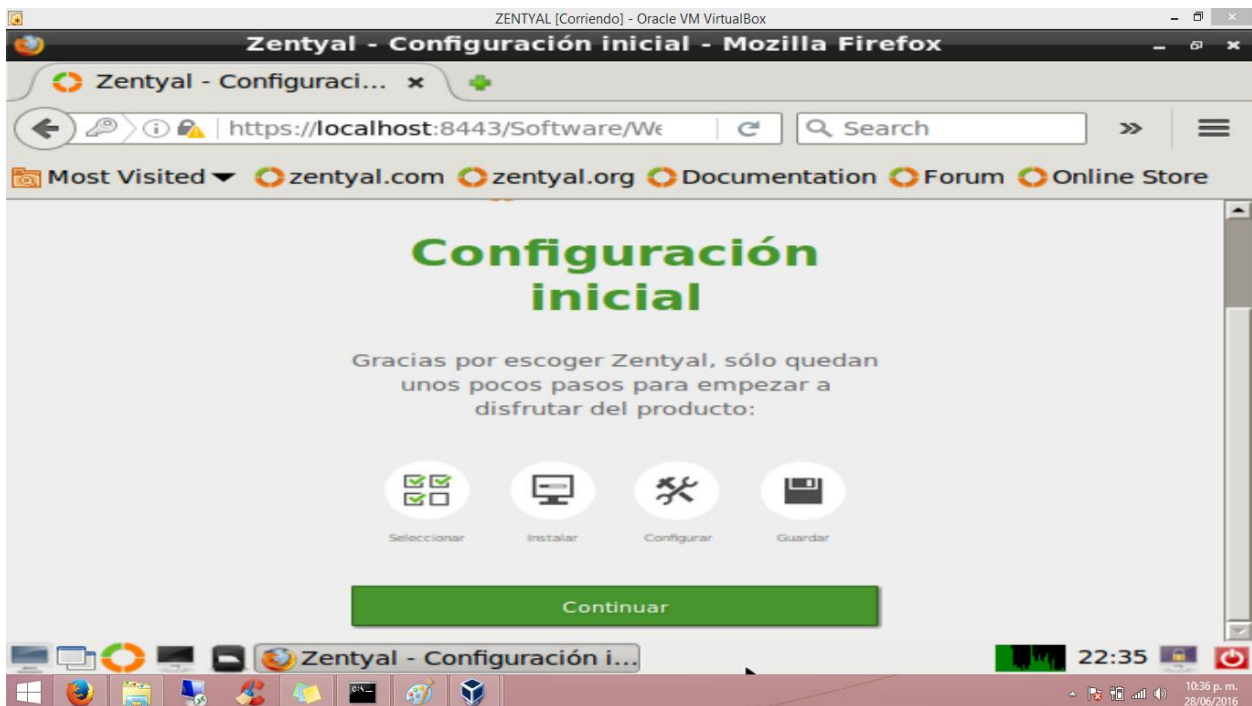 ZENTYAL [Corriendo] - Oracle VM VirtualBox
Zentyal - Configuración inicial - Mozilla Firefox
Zentyal - Configuraci...
https://localhost:8443/Software/We
Search
Most Visited
zentyal.com
zentyal.org
Documentation
Forum
Online Store
Configuración
inicial
Gracias por escoger Zentyal, sólo quedan
unos pocos pasos para empezar a
disfrutar del producto:
Seleccionar
Instalar
Configurar
Guardar
Continuar
Zentyal - Configuración i...
22:35
10:36 p. m.
28/06/2016